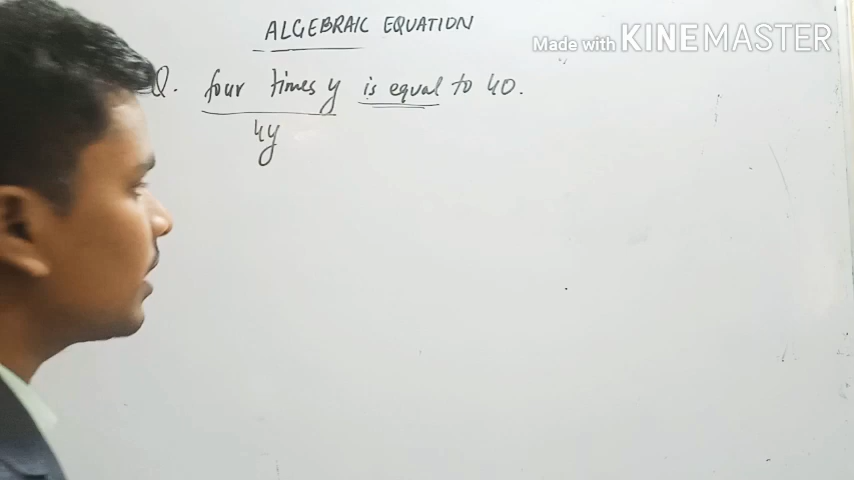 ALGEBRAIC EQUATION
Made with KINEMASTER
Q. four times y is equal to 40.
4y